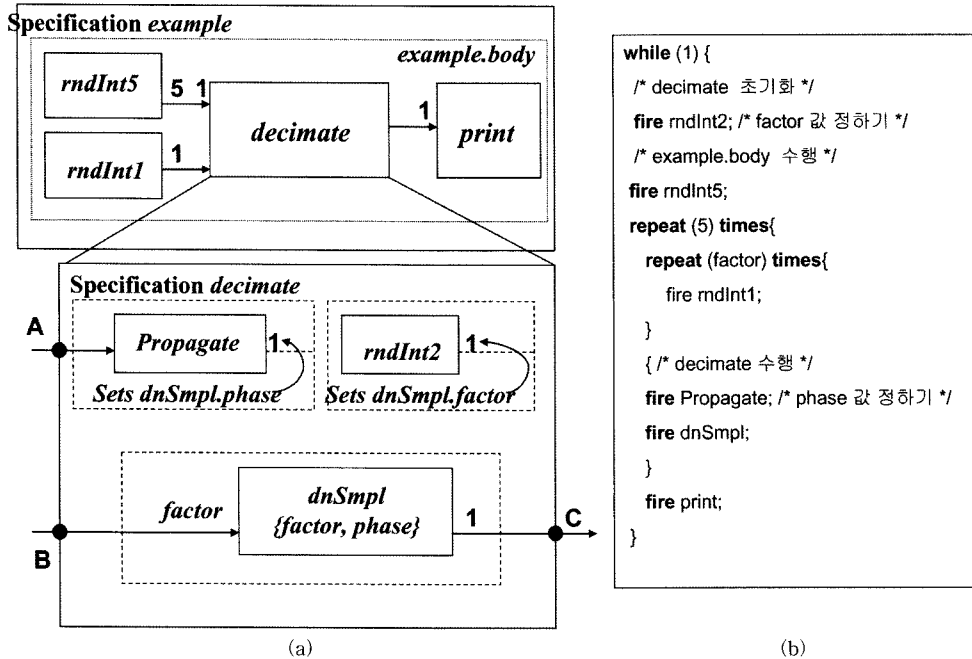 Specification example
example.body
rndInt5
5 1
decimate
1
print
rndInt1
1
Specification decimate
A
Propagate
1
Sets dnSmpl.phase
rndInt2
1
Sets dnSmpl.factor
factor
dnSmpl
{factor, phase}
1
C
B
(a)
while (1) {
/* decimate 초기화 */
fire rndInt2; /* factor 값 정하기 */
/* example.body 수행 */
fire rndInt5;
repeat (5) times{
repeat (factor) times{
fire rndInt1;
}
{ /* decimate 수행 */
fire Propagate; /* phase 값 정하기 */
fire dnSmpl;
}
fire print;
}
(b)